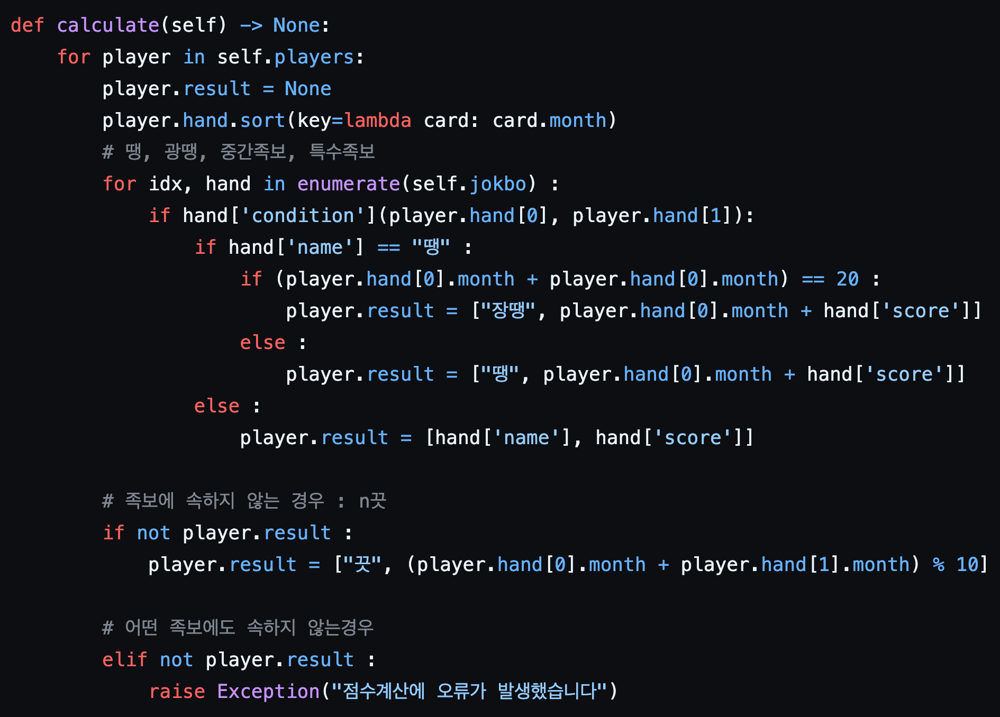 def calculate(self) -> None:
    for player in self.players:
        player.result = None
        player.hand.sort(key=lambda card: card.month)
        # 땡, 광땡, 중간족보, 특수족보
        for idx, hand in enumerate(self.jokbo) :
            if hand['condition'](player.hand[0], player.hand[1]):
                if hand['name'] == "땡" :
                    if (player.hand[0].month + player.hand[0].month) == 20 :
                        player.result = ["장땡", player.hand[0].month + hand['score']]
                    else :
                        player.result = ["땡", player.hand[0].month + hand['score']]
                else :
                    player.result = [hand['name'], hand['score']]

        # 족보에 속하지 않는 경우 : n끗
        if not player.result :
            player.result = ["끗", (player.hand[0].month + player.hand[1].month) % 10]

        # 어떤 족보에도 속하지 않는경우
        elif not player.result :
            raise Exception("점수계산에 오류가 발생했습니다")